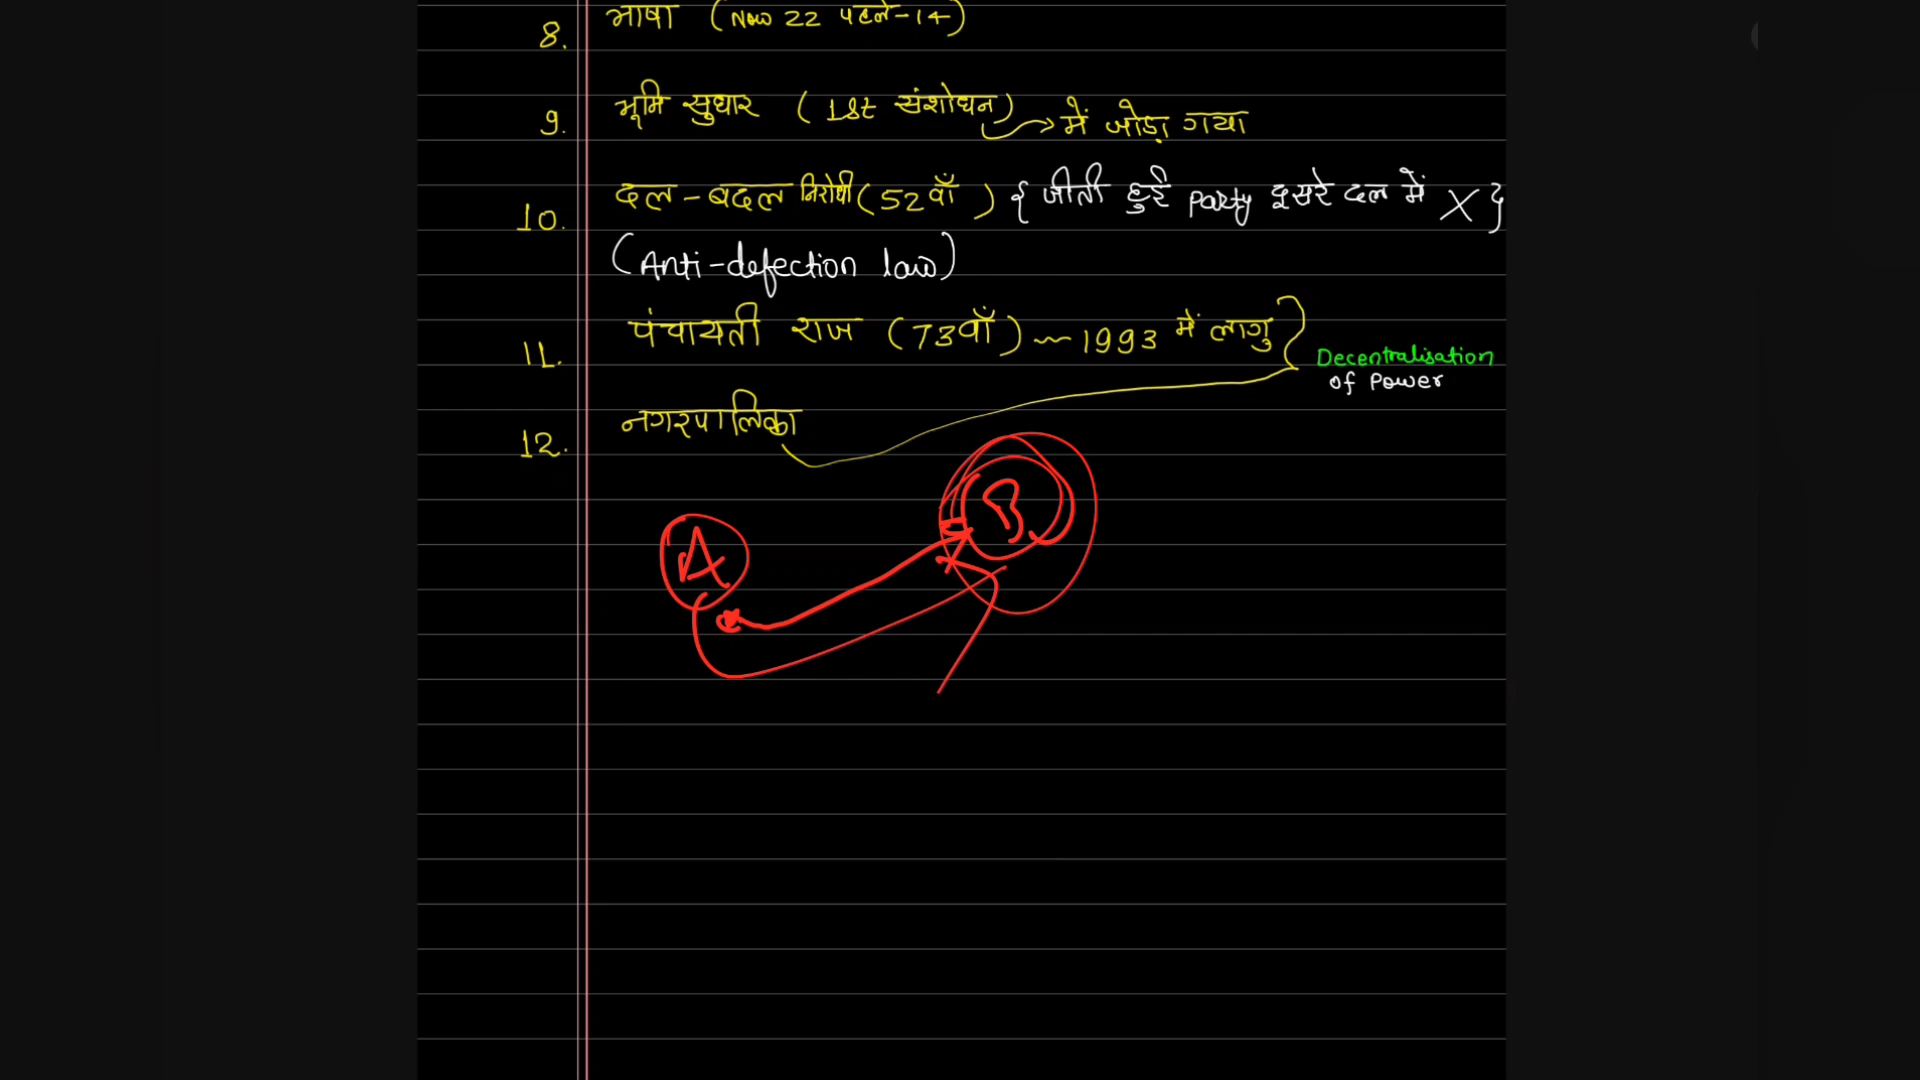 8. भाषा (Now 22 पहले-14)
9. भूमि सुधार (1st संशोधन) में जोड़ा गया
10. दल-बदल विरोधी (52वाँ) { जीती हुई party दूसरे दल में X }
(Anti-defection law)
11. पंचायती राज (73वाँ) ~ 1993 में लागु }
Decentralisation
of Power
12. नगरपालिका
A
B